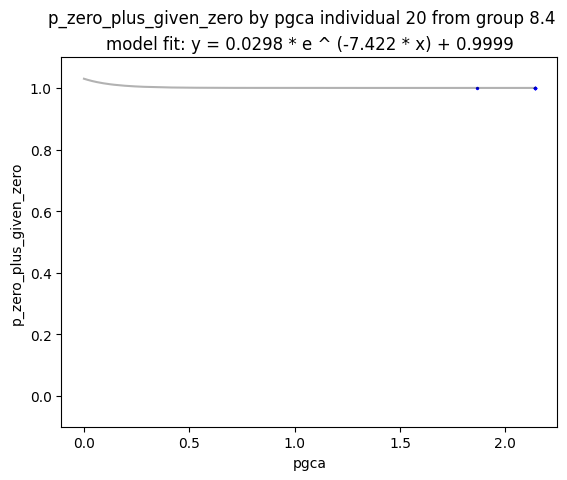 p_zero_plus_given_zero by pgca individual 20 from group 8.4
model fit: y = 0.0298 * e ^ (-7.422 * x) + 0.9999
p_zero_plus_given_zero
1.0
0.8
0.6
0.4
0.2
0.0
0.0 0.5 1.0 1.5 2.0
pgca